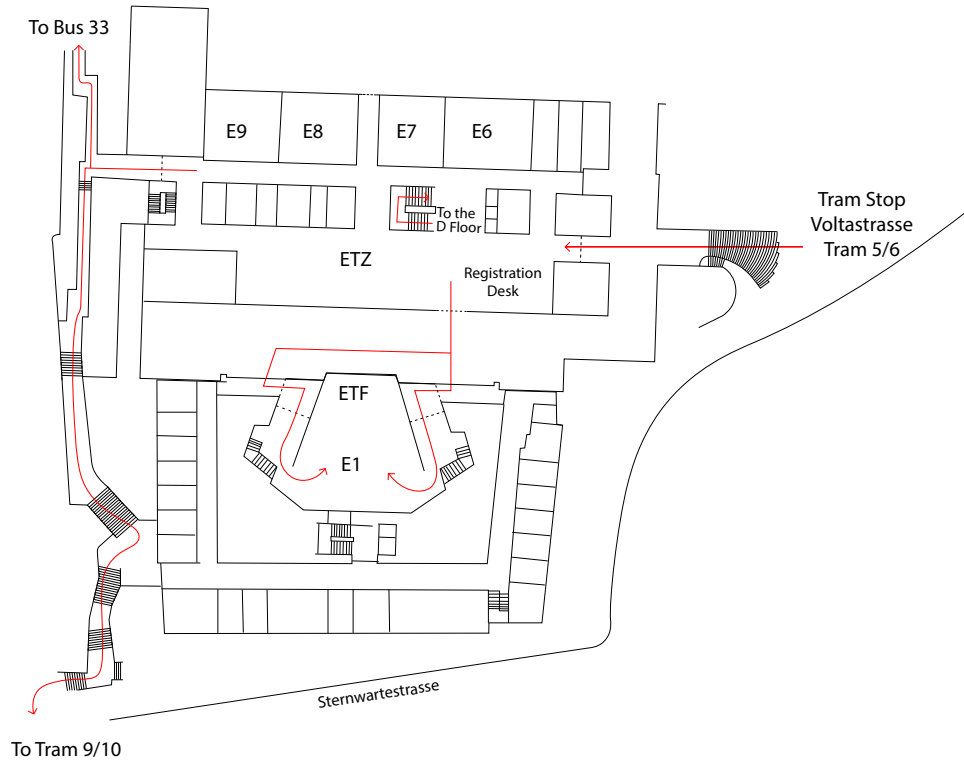 To Bus 33
E9
E8
E7
E6
To the
D Floor
Tram Stop
Voltastrasse
Tram 5/6
ETZ
Registration
Desk
ETF
E1
Sternwartestrasse
To Tram 9/10